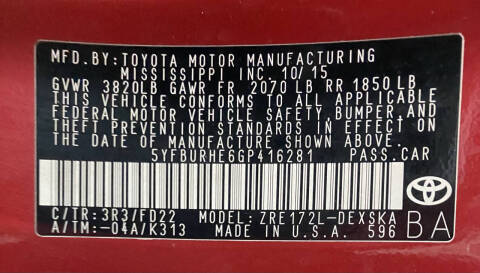 MFD.BY:TOYOTA MOTOR MANUFACTURING
MISSISSIPPI INC. 10/15
GVWR 3820LB GAWR FR 2070 LB RR 1850 LB
THIS VEHICLE CONFORMS TO ALL APPLICABLE
FEDERAL MOTOR VEHICLE SAFETY,BUMPER,AND
THEFT PREVENTION STANDARDS IN EFFECT ON
THE DATE OF MANUFACTURE SHOWN ABOVE.
5YFBURHE6GP416281 PASS.CAR
C/TR:3R3/FD22 MODEL:ZRE172L-DEXSKA
A/TM:-04A/K313 MADE IN U.S.A. 596
BA
TOYOTA